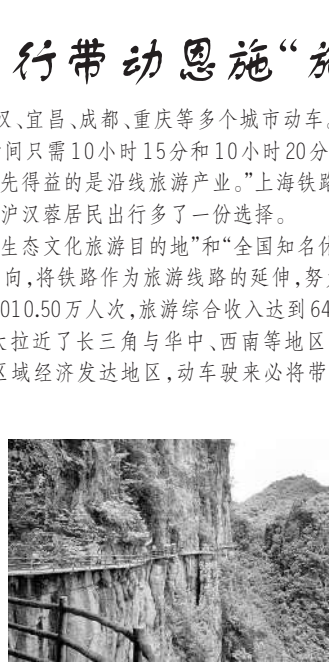 行带动恩施“旅
汉、宜昌、成都、重庆等多个城市动车。
间只需10小时15分和10小时20分
先得益的是沿线旅游产业。”上海铁路
沪汉蓉居民出行多了一份选择。
生态文化旅游目的地”和“全国知名休
向,将铁路作为旅游线路的延伸,努力
010.50万人次,旅游综合收入达到64
大拉近了长三角与华中、西南等地区
区域经济发达地区,动车驶来必将带